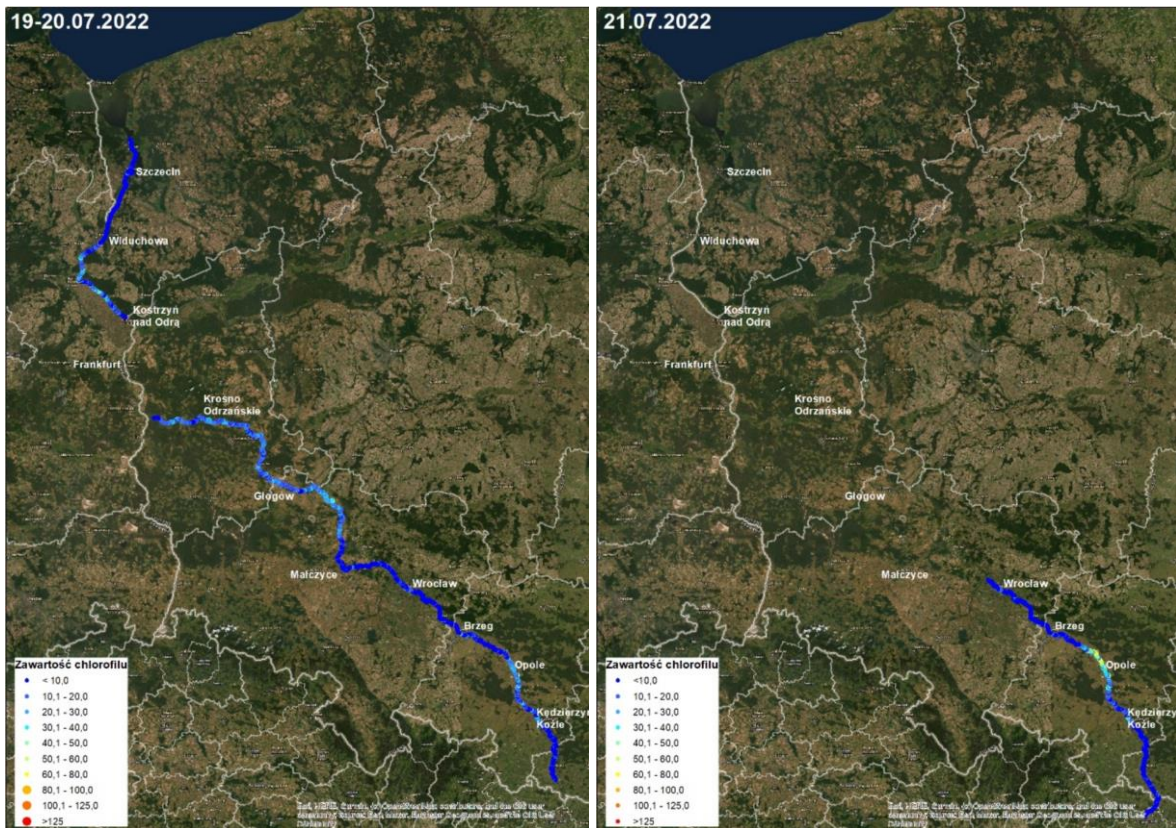 19-20.07.2022
Szczecin
Widuchowa
Kostrzyn
nad Odrą
Frankfurt
Krosno
Odrzańskie
Głogów
Malczyce
Wrocław
Brzeg
Opole
Kędzierzyn
Koźle
Zawartość chlorofilu
< 10,0
10,1 - 20,0
20,1 - 30,0
30,1 - 40,0
40,1 - 50,0
50,1 - 60,0
60,1 - 80,0
80,1 - 100,0
100,1 - 125,0
>125
21.07.2022
Szczecin
Widuchowa
Kostrzyn
nad Odrą
Frankfurt
Krosno
Odrzańskie
Głogów
Malczyce
Wrocław
Brzeg
Opole
Kędzierzyn
Koźle
Zawartość chlorofilu
<10,0
10,1 - 20,0
20,1 - 30,0
30,1 - 40,0
40,1 - 50,0
50,1 - 60,0
60,1 - 80,0
80,1 - 100,0
100,1 - 125,0
>125